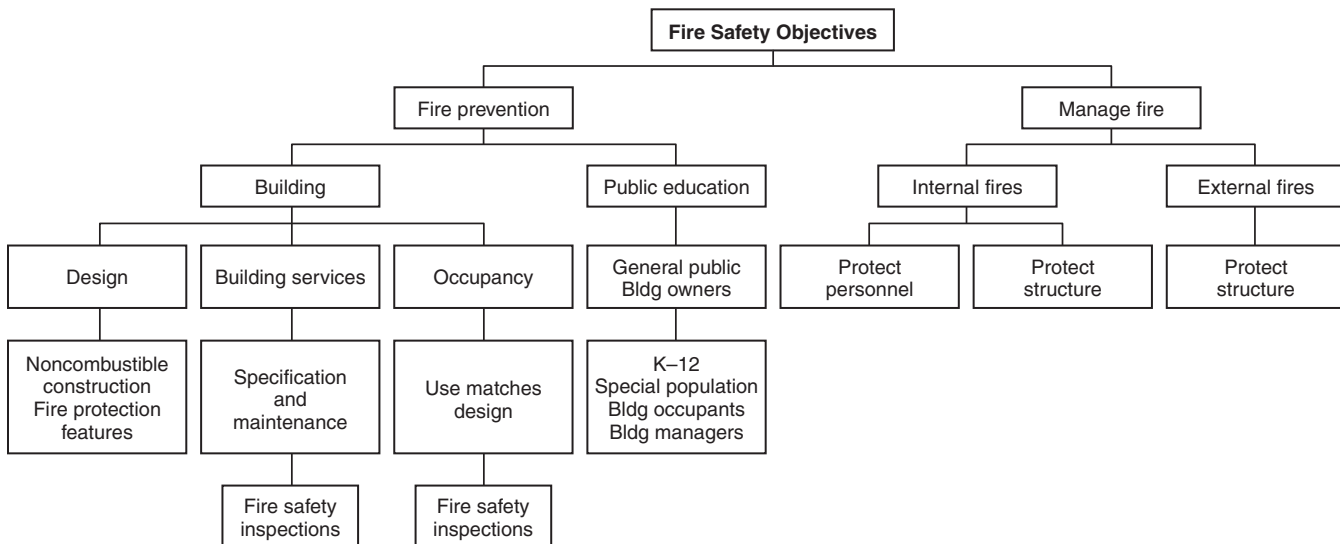 Fire Safety Objectives
Fire prevention
Manage fire
Building
Public education
Internal fires
External fires
Design
Building services
Occupancy
General public
Bldg owners
Protect
personnel
Protect
structure
Protect
structure
Noncombustible
construction
Fire protection
features
Specification
and
maintenance
Use matches
design
K–12
Special population
Bldg occupants
Bldg managers
Fire safety
inspections
Fire safety
inspections